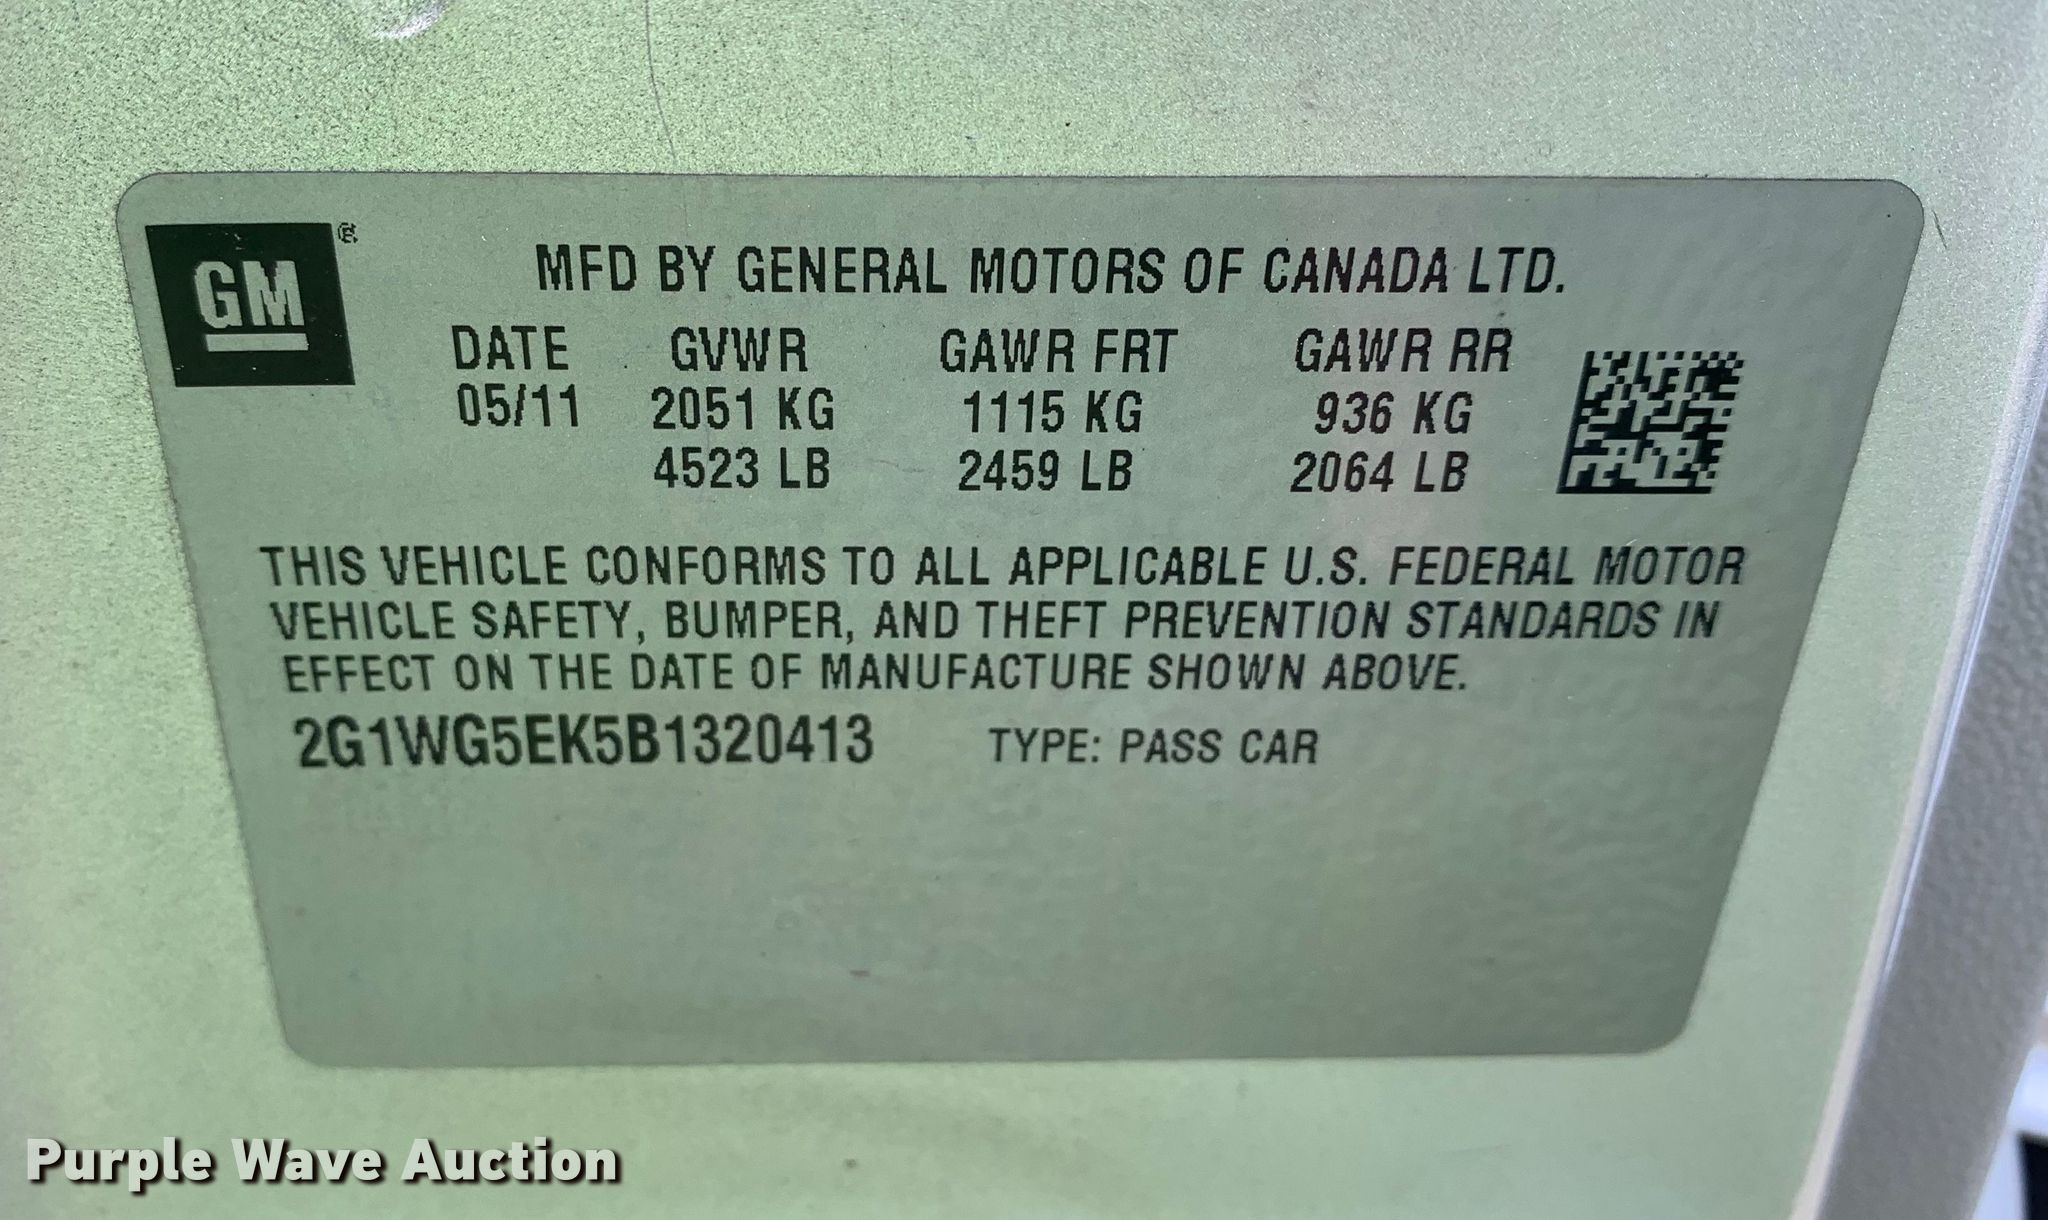 GM®
MFD BY GENERAL MOTORS OF CANADA LTD.
DATE GVWR GAWR FRT GAWR RR
05/11 2051 KG 1115 KG 936 KG
4523 LB 2459 LB 2064 LB
THIS VEHICLE CONFORMS TO ALL APPLICABLE U.S. FEDERAL MOTOR
VEHICLE SAFETY, BUMPER, AND THEFT PREVENTION STANDARDS IN
EFFECT ON THE DATE OF MANUFACTURE SHOWN ABOVE.
2G1WG5EK5B1320413 TYPE: PASS CAR
Purple Wave Auction